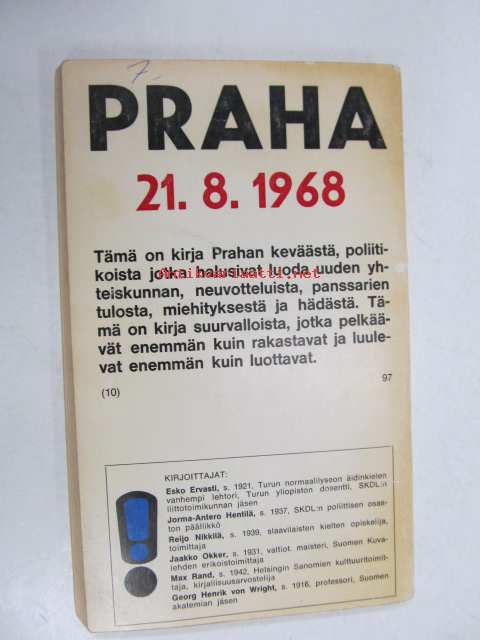 7.
PRAHA
21. 8. 1968
Tämä on kirja Prahan keväästä, poliiti-
koista jotka halusivat luoda uuden yh-
teiskunnan, neuvotteluista, panssarien
tulosta, miehityksestä ja hädästä. Tä-
mä on kirja suurvalloista, jotka pelkää-
vät enemmän kuin rakastavat ja luule-
vat enemmän kuin luottavat.
(10) 97
KIRJOITTAJAT:
Esko Ervasti, s. 1921, Turun normaalilyseon äidinkielen
vanhempi lehtori, Turun yliopiston dosentti, SKDL:n
liittotoimikunnan jäsen
Jorma-Antero Hentilä, s. 1937, SKDL:n poliittisen osas-
ton päällikkö
Reijo Nikkilä, s. 1939, slaavilaisten kielten opiskelija,
toimittaja
Jaakko Okker, s. 1931, valtiot. maisteri, Suomen Kuva-
lehden erikoistoimittaja
Max Rand, s. 1942, Helsingin Sanomien kulttuuritoimit-
taja, kirjallisuusarvostelija
Georg Henrik von Wright, s. 1916, professori, Suomen
akatemian jäsen